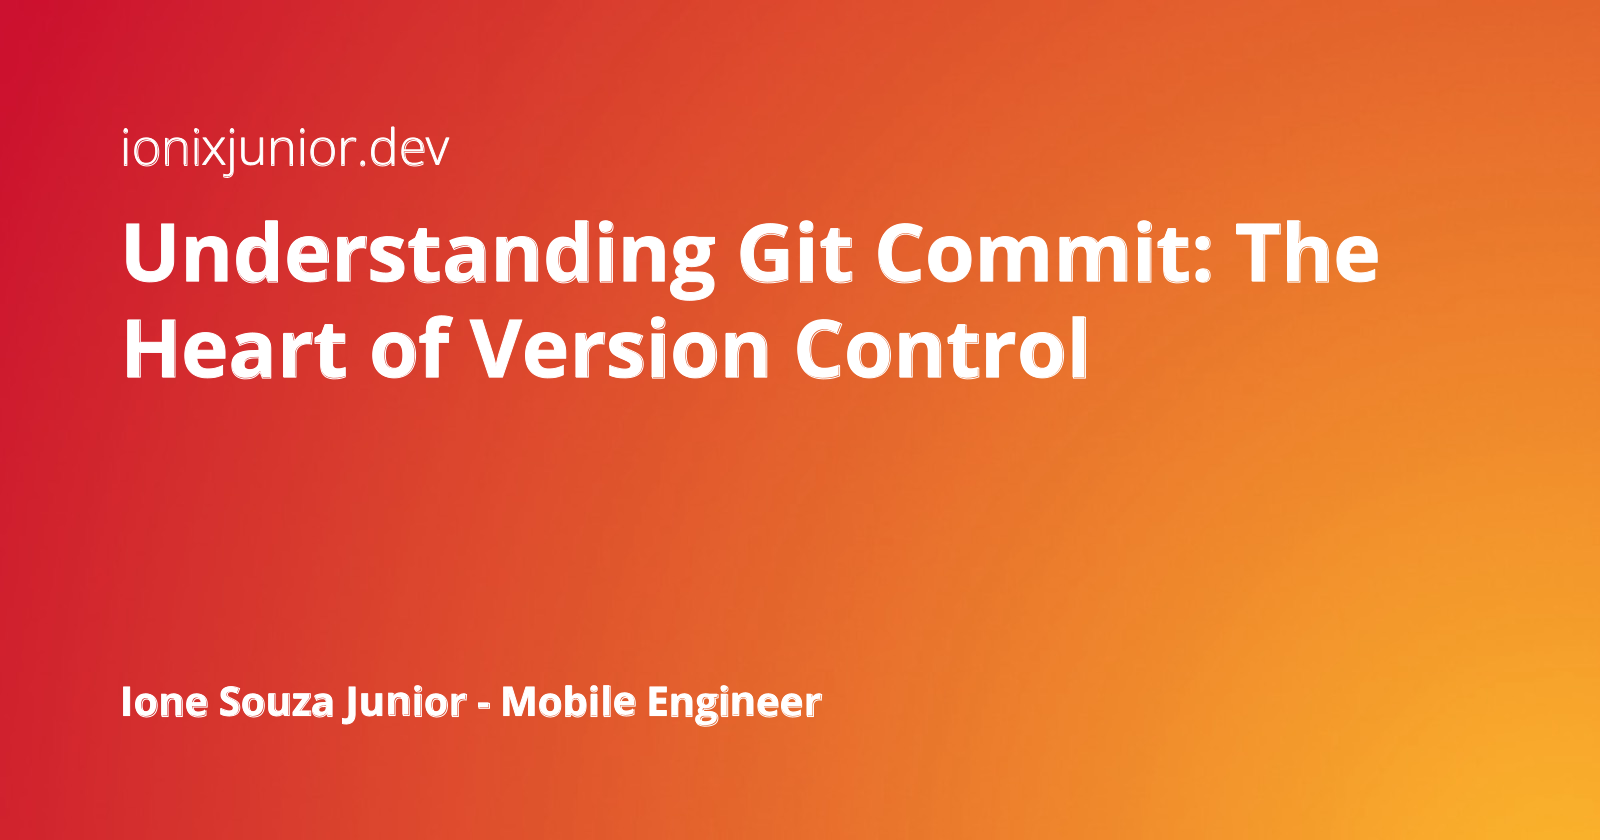 ionixjunior.dev
Understanding Git Commit: The
Heart of Version Control
Ione Souza Junior - Mobile Engineer